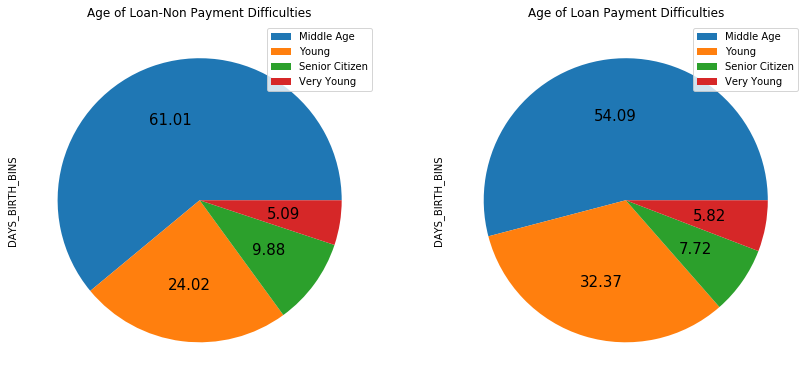 Age of Loan-Non Payment Difficulties
Middle Age
Young
Senior Citizen
Very Young
61.01
5.09
9.88
24.02
DAYS_BIRTH_BINS
Age of Loan Payment Difficulties
Middle Age
Young
Senior Citizen
Very Young
54.09
5.82
7.72
32.37
DAYS_BIRTH_BINS